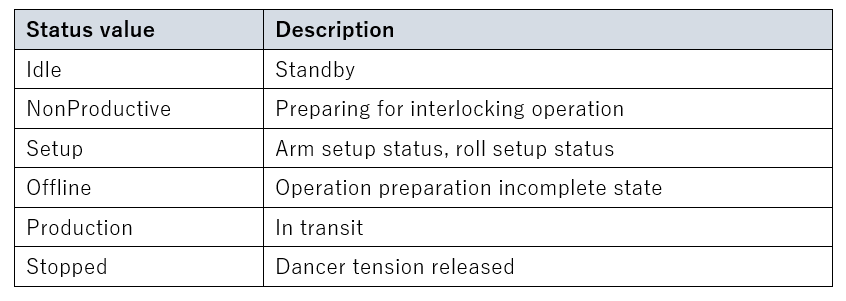 Status value Description
Idle Standby
NonProductive Preparing for interlocking operation
Setup Arm setup status, roll setup status
Offline Operation preparation incomplete state
Production In transit
Stopped Dancer tension released